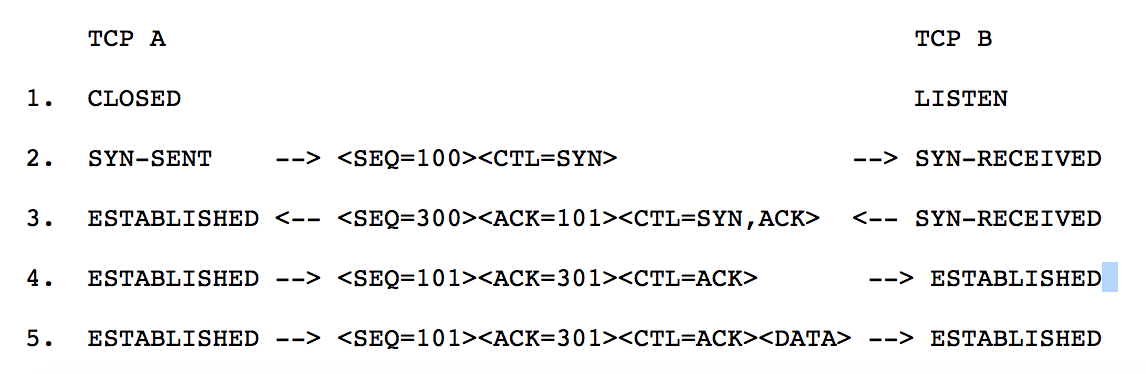 TCP A                                                TCP B
1.  CLOSED                                               LISTEN
2.  SYN-SENT    --> <SEQ=100><CTL=SYN>               --> SYN-RECEIVED
3.  ESTABLISHED <-- <SEQ=300><ACK=101><CTL=SYN,ACK>  <-- SYN-RECEIVED
4.  ESTABLISHED --> <SEQ=101><ACK=301><CTL=ACK>       --> ESTABLISHED
5.  ESTABLISHED --> <SEQ=101><ACK=301><CTL=ACK><DATA> --> ESTABLISHED